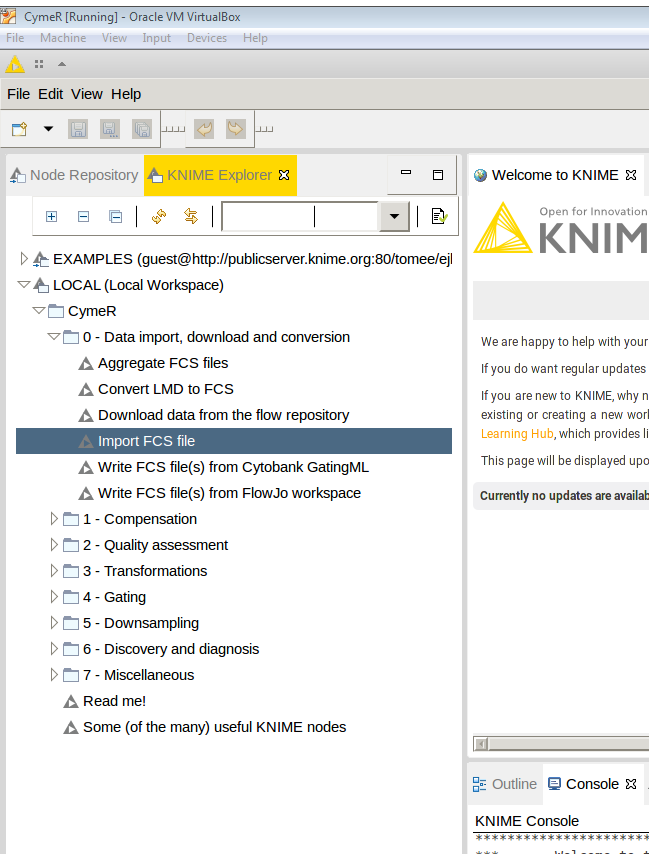 CymeR [Running] - Oracle VM VirtualBox
File Machine View Input Devices Help
File Edit View Help
Node Repository KNIME Explorer
Welcome to KNIME
EXAMPLES (guest@http://publicserver.knime.org:80/tomee/ejl
LOCAL (Local Workspace)
CymeR
0 - Data import, download and conversion
Aggregate FCS files
Convert LMD to FCS
Download data from the flow repository
Import FCS file
Write FCS file(s) from Cytobank GatingML
Write FCS file(s) from FlowJo workspace
1 - Compensation
2 - Quality assessment
3 - Transformations
4 - Gating
5 - Downsampling
6 - Discovery and diagnosis
7 - Miscellaneous
Read me!
Some (of the many) useful KNIME nodes
Open for Innovation
KNIM
We are happy to help with your
If you do want regular updates
If you are new to KNIME, why n
existing or creating a new worl
Learning Hub, which provides li
This page will be displayed upo
Currently no updates are availab
Outline Console
KNIME Console
***********************
*** Welcome to